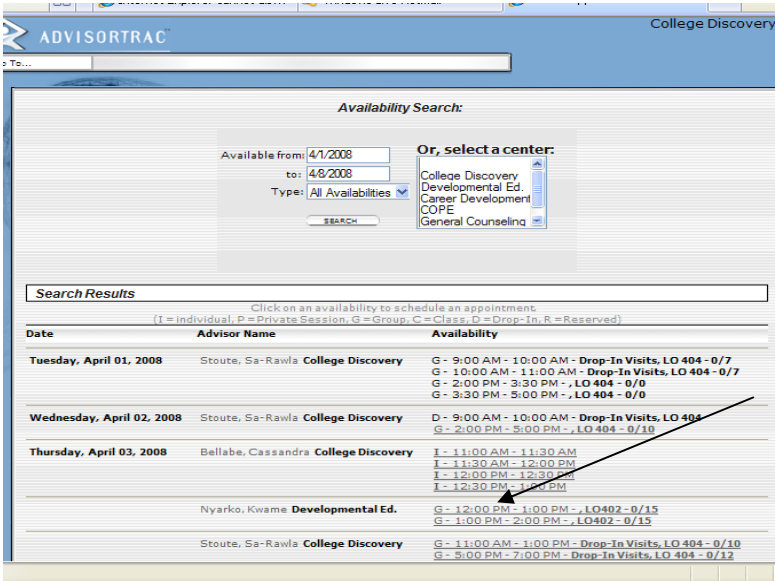 College Discovery
ADVISORTRAC
To...
Availability Search:
Available from: 4/1/2008
to: 4/8/2008
Type: All Availabilities
SEARCH
Or, select a center:
College Discovery
Developmental Ed.
Career Development
COPE
General Counseling
Search Results
Click on an availability to schedule an appointment.
(I = individual, P = Private Session, G = Group, C = Class, D = Drop-In, R = Reserved)
Date Advisor Name Availability
Tuesday, April 01, 2008 Stoute, Sa-Rawla College Discovery G - 9:00 AM - 10:00 AM - Drop-In Visits, LO 404 - 0/7
G - 10:00 AM - 11:00 AM - Drop-In Visits, LO 404 - 0/7
G - 2:00 PM - 3:30 PM - , LO 404 - 0/0
G - 3:30 PM - 5:00 PM - , LO 404 - 0/0
Wednesday, April 02, 2008 Stoute, Sa-Rawla College Discovery D - 9:00 AM - 10:00 AM - Drop-In Visits, LO 404
G - 2:00 PM - 5:00 PM - , LO 404 - 0/10
Thursday, April 03, 2008 Bellabe, Cassandra College Discovery I - 11:00 AM - 11:30 AM
I - 11:30 AM - 12:00 PM
I - 12:00 PM - 12:30 PM
I - 12:30 PM - 1:00 PM
Nyarko, Kwame Developmental Ed. G - 12:00 PM - 1:00 PM - , LO402 - 0/15
G - 1:00 PM - 2:00 PM - , LO402 - 0/15
Stoute, Sa-Rawla College Discovery G - 11:00 AM - 1:00 PM - Drop-In Visits, LO 404 - 0/10
G - 5:00 PM - 7:00 PM - Drop-In Visits, LO 404 - 0/12